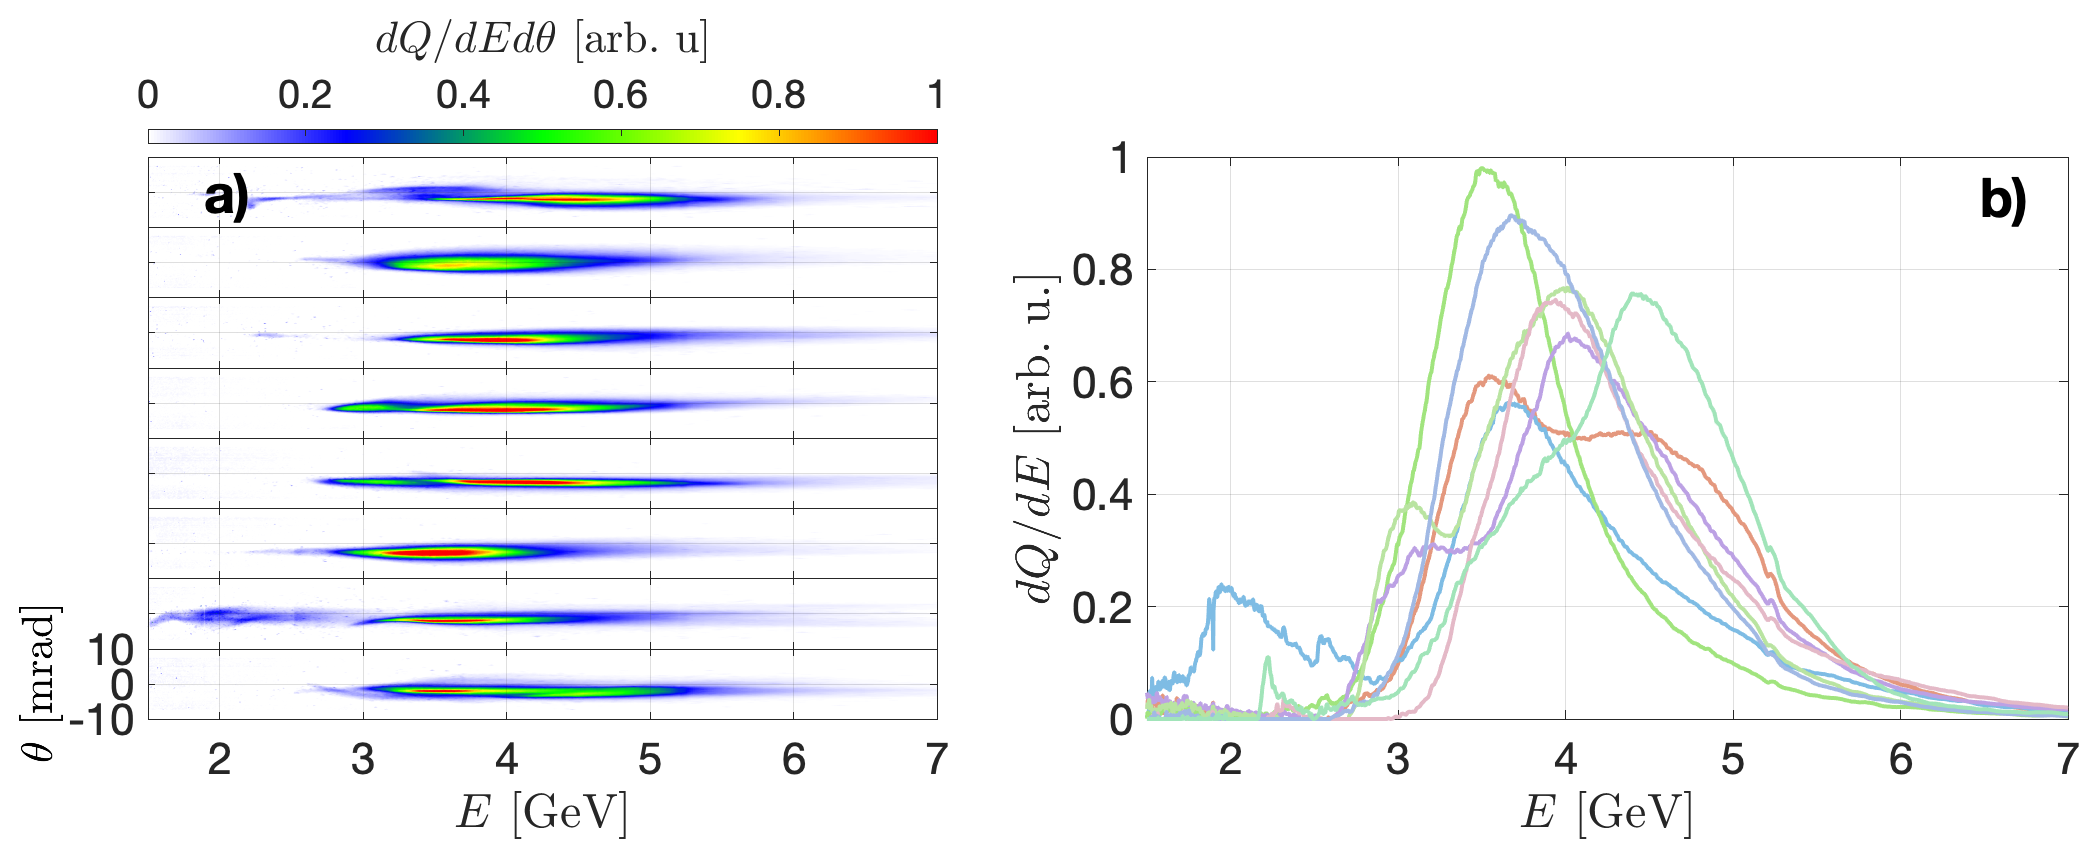 dQ/dEdθ [arb. u]
0 0.2 0.4 0.6 0.8 1
a)
θ [mrad]
10
0
-10
2 3 4 5 6 7
E [GeV]
b)
dQ/dE [arb. u.]
1
0.8
0.6
0.4
0.2
0
2 3 4 5 6 7
E [GeV]